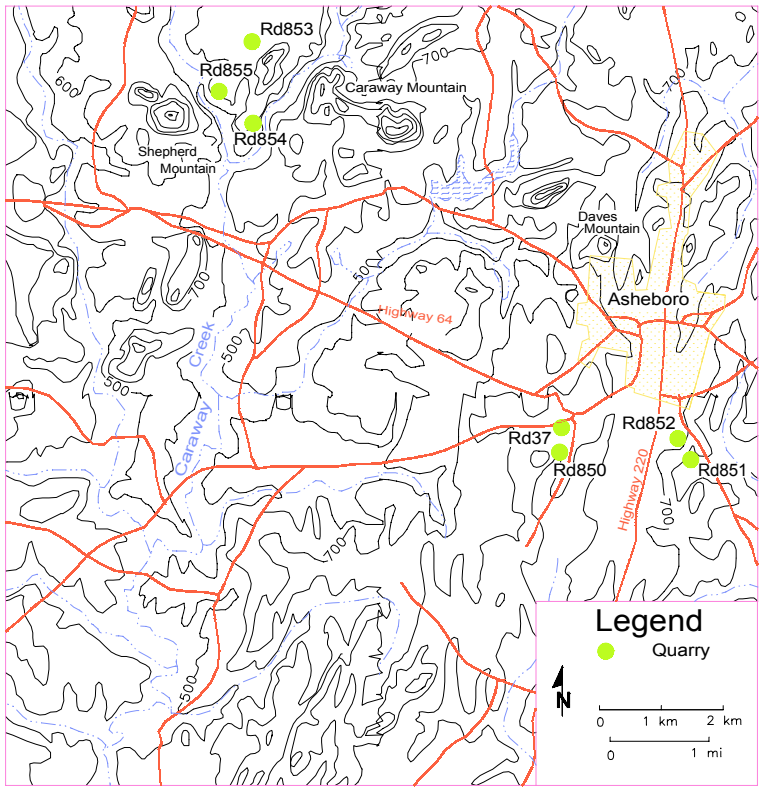 Rd853
700
600
Rd855
Caraway Mountain
700
Rd854
Shepherd
Mountain
Daves
Mountain
700
50
Asheboro
Highway 64
500
Creek
500
Caraway
Rd37
Rd852
Rd850
Rd851
Highway 220
700
700
500
Legend
Quarry
N
0 1 km 2 km
0 1 mi